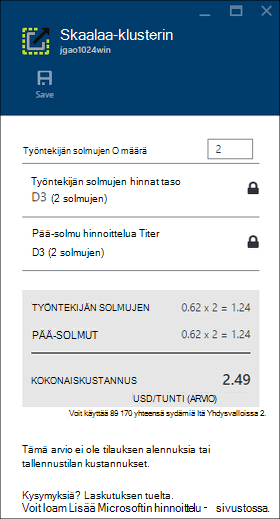 Skaalaa-klusterin
jgao1024win
Save
Työntekijän solmujen O määrä
2
Työntekijän solmujen hinnat taso
D3 (2 solmujen)
Pää-solmu hinnoittelua Titer
D3 (2 solmujen)
TYÖNTEKIJÄN SOLMUJEN 0.62 x 2 = 1.24
PÄÄ-SOLMUT 0.62 x 2 = 1.24
KOKONAISKUSTANNUS 2.49
USD/TUNTI (ARVIO)
Voit käyttää 89 170 yhteensä sydämiä Itä Yhdysvalloissa 2.
Tämä arvio ei ole tilauksen alennuksia tai
tallennustilan kustannukset.
Kysymyksiä? Laskutuksen tuelta.
Voit loam Lisää Microsoftin hinnoittelu - sivustossa.